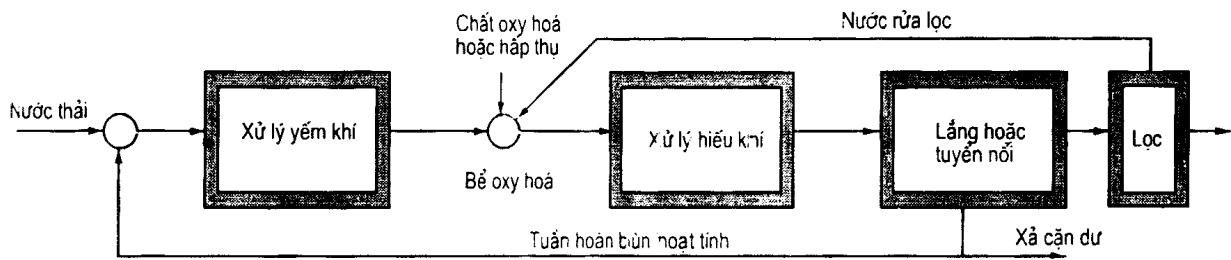 Chất oxy hoá
hoặc hấp thụ
Nước rửa lọc
Nước thải
Xử lý yếm khí
Xử lý hiếu khí
Lắng hoặc
tuyển nổi
Lọc
Bể oxy hoá
Tuần hoàn bùn hoạt tính
Xả cặn dư